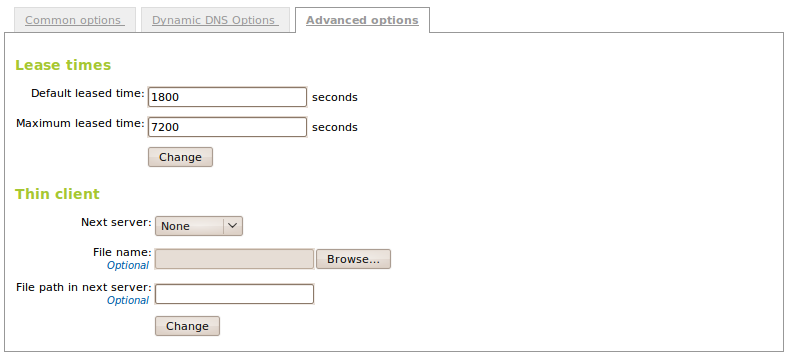 Common options Dynamic DNS Options Advanced options
Lease times
Default leased time: 1800 seconds
Maximum leased time: 7200 seconds
Change
Thin client
Next server: None
File name: Browse...
Optional
File path in next server:
Optional
Change